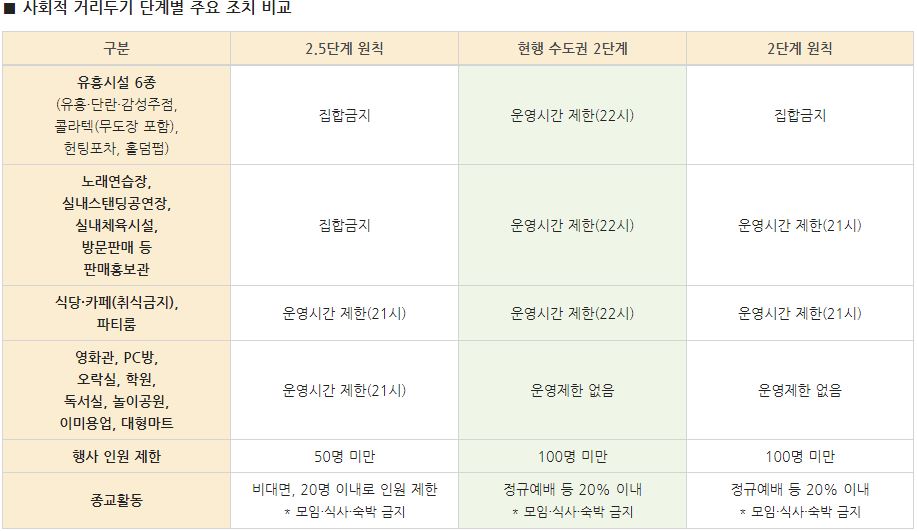 ■ 사회적 거리두기 단계별 주요 조치 비교
구분 2.5단계 원칙 현행 수도권 2단계 2단계 원칙
유흥시설 6종
(유흥·단란·감성주점,
콜라텍(무도장 포함),
헌팅포차, 홀덤펍)
집합금지 운영시간 제한(22시) 집합금지
노래연습장,
실내스탠딩공연장,
실내체육시설,
방문판매 등
판매홍보관
집합금지 운영시간 제한(22시) 운영시간 제한(21시)
식당·카페(취식금지),
파티룸
운영시간 제한(21시) 운영시간 제한(22시) 운영시간 제한(21시)
영화관, PC방,
오락실, 학원,
독서실, 놀이공원,
이미용업, 대형마트
운영시간 제한(21시) 운영제한 없음 운영제한 없음
행사 인원 제한 50명 미만 100명 미만 100명 미만
종교활동
비대면, 20명 이내로 인원 제한
* 모임·식사·숙박 금지
정규예배 등 20% 이내
* 모임·식사·숙박 금지
정규예배 등 20% 이내
* 모임·식사·숙박 금지